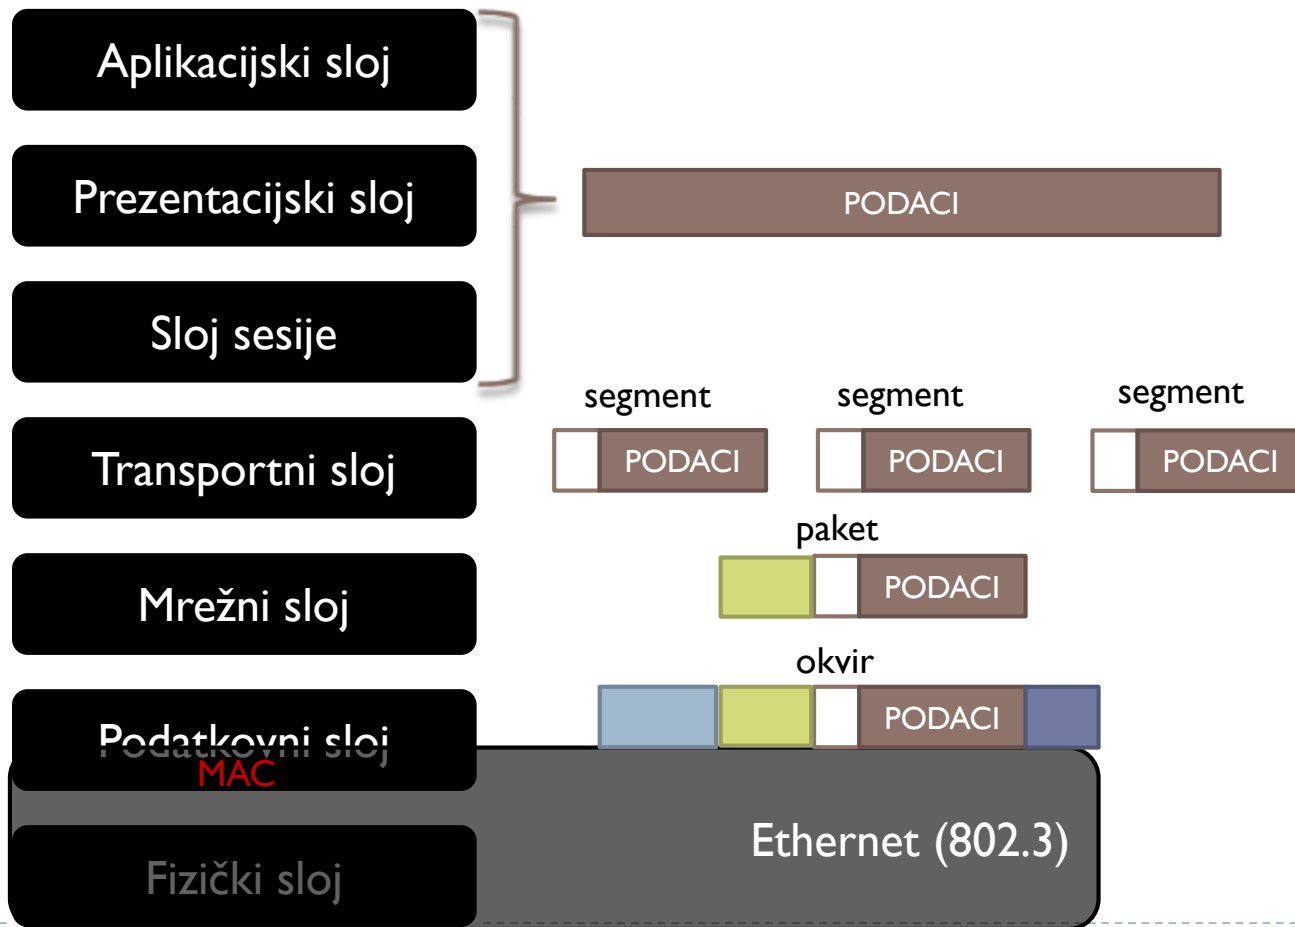 Aplikacijski sloj
Prezentacijski sloj
PODACI
Sloj sesije
segment
segment
segment
Transportni sloj
PODACI
PODACI
PODACI
paket
Mrežni sloj
PODACI
okvir
Podatkovni sloj
PODACI
MAC
Ethernet (802.3)
Fizički sloj